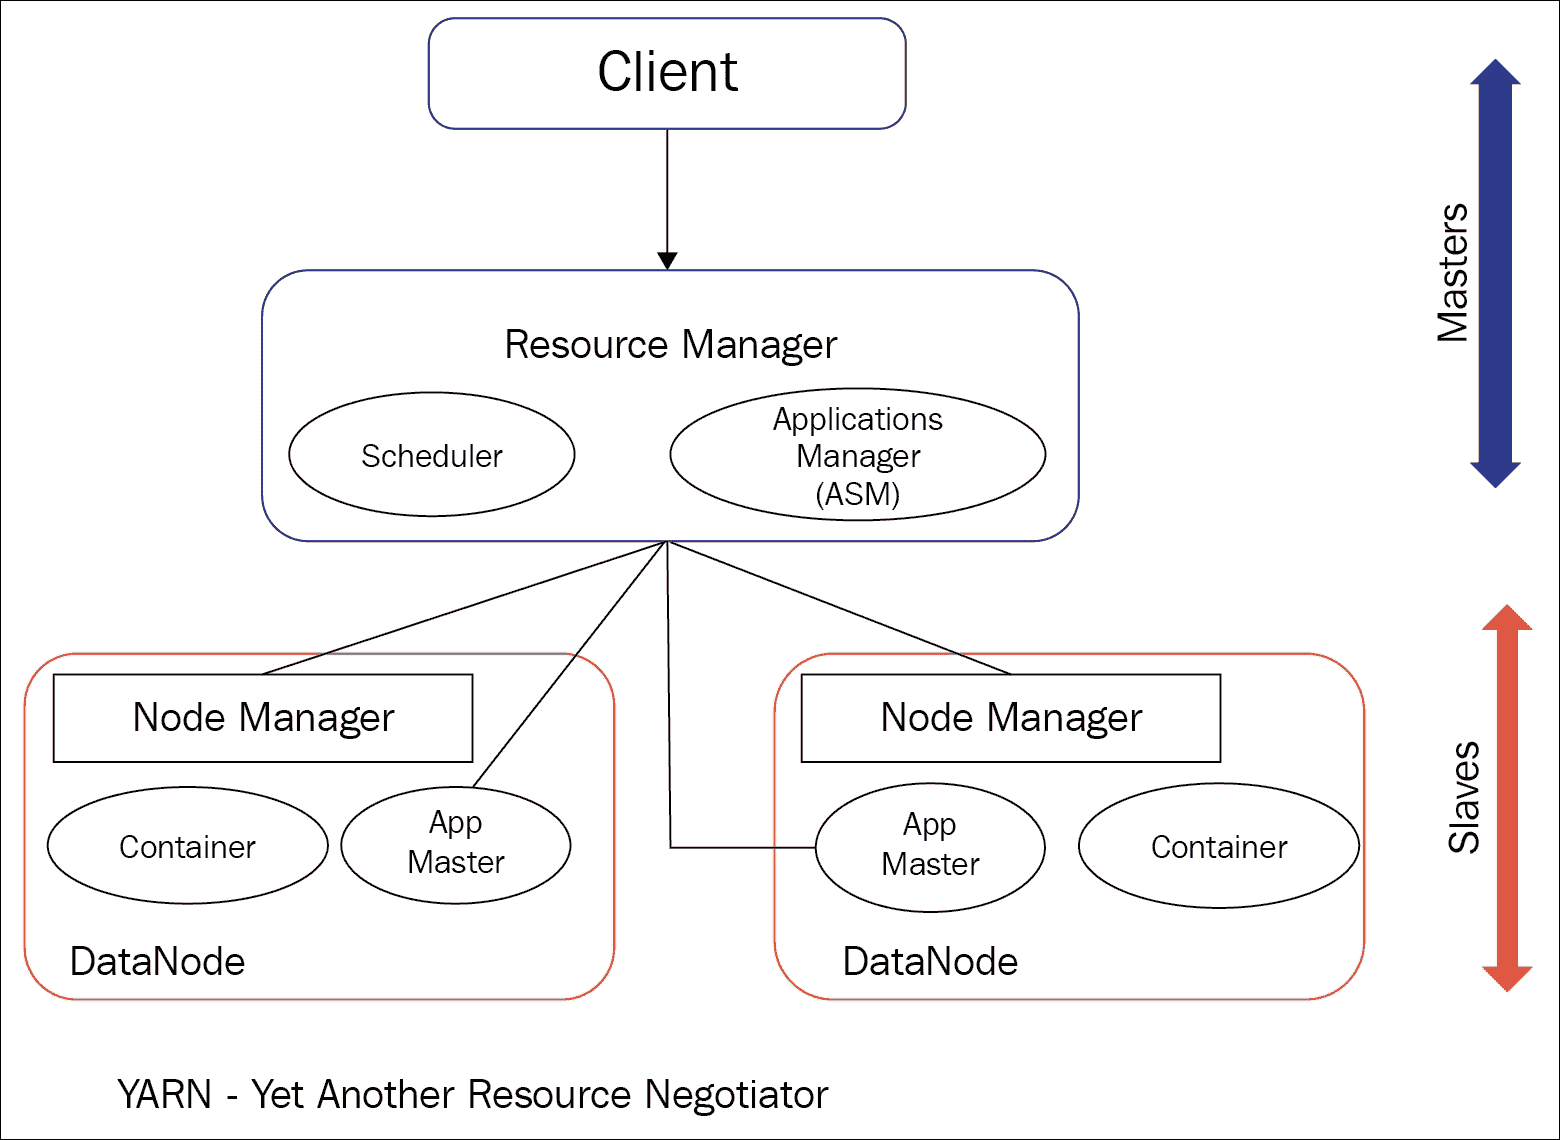 Client
Masters
Resource Manager
Scheduler
Applications
Manager
(ASM)
Node Manager
Container
App
Master
DataNode
Node Manager
App
Master
Container
DataNode
Slaves
YARN - Yet Another Resource Negotiator